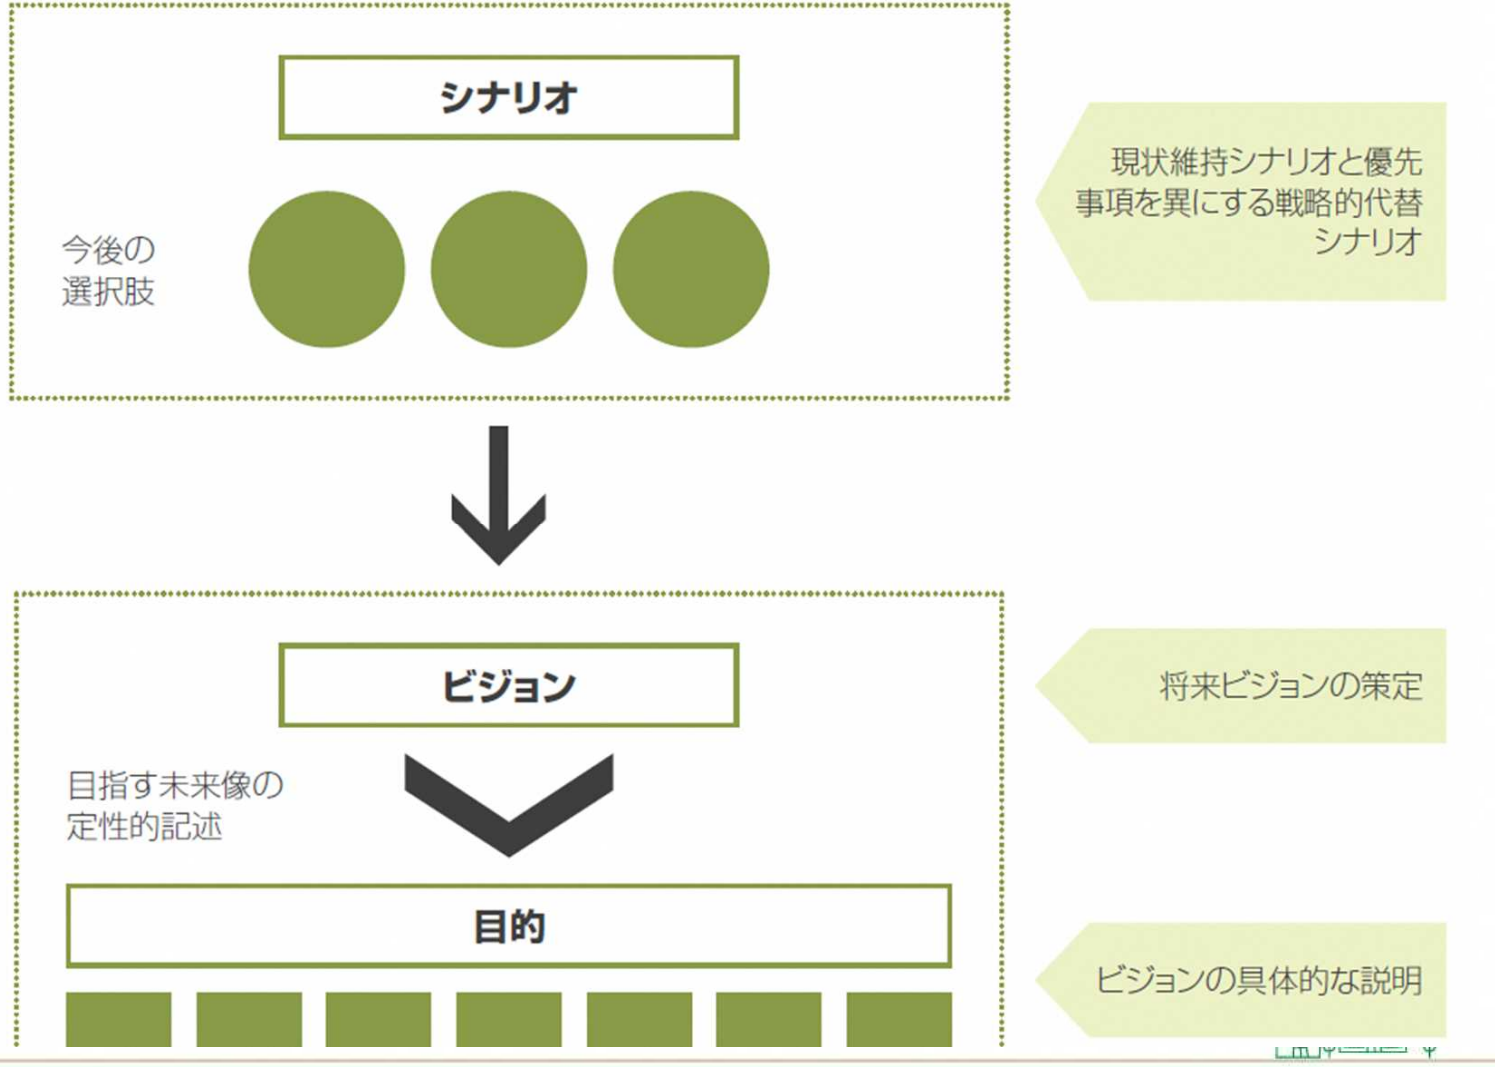 シナリオ
今後の
選択肢
現状維持シナリオと優先
事項を異にする戦略的代替
シナリオ
ビジョン
将来ビジョンの策定
目指す未来像の
定性的記述
目的
ビジョンの具体的な説明